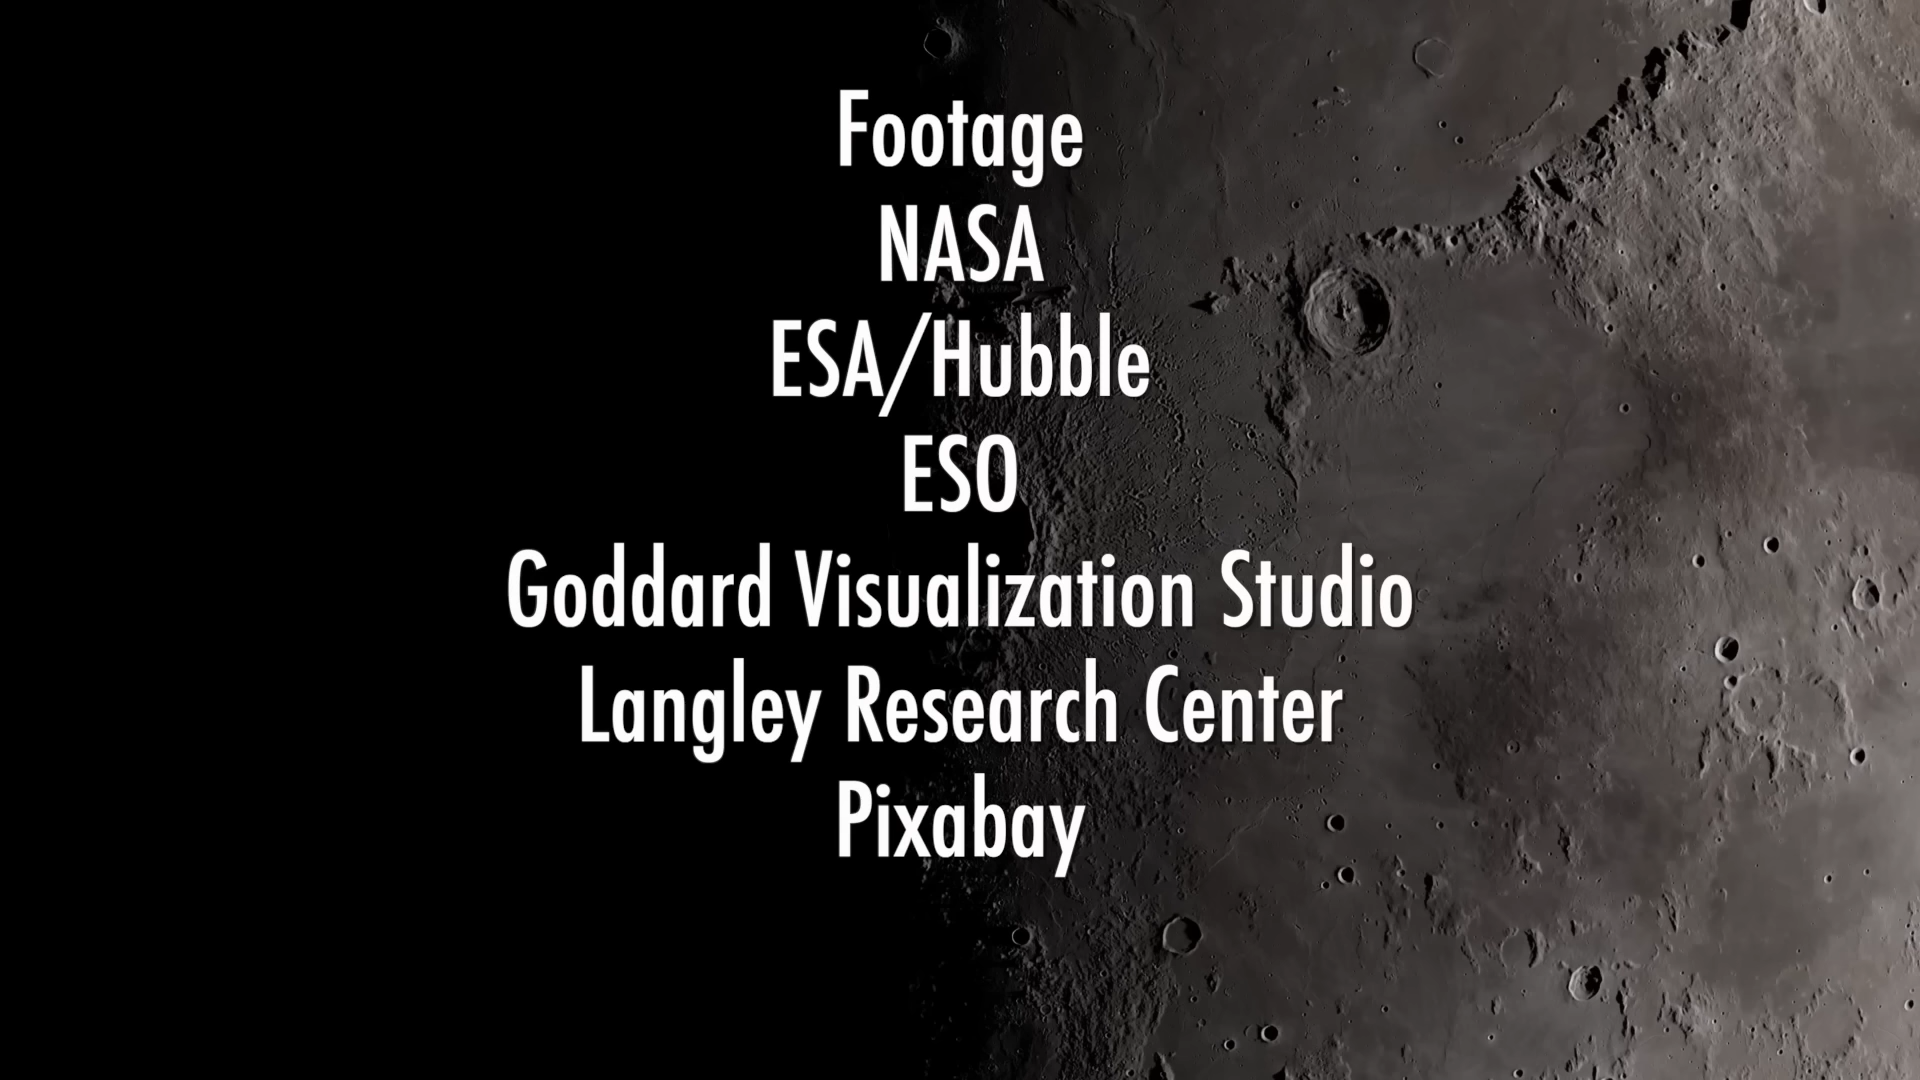 Footage
NASA
ESA/Hubble
ESO
Goddard Visualization Studio
Langley Research Center
Pixabay